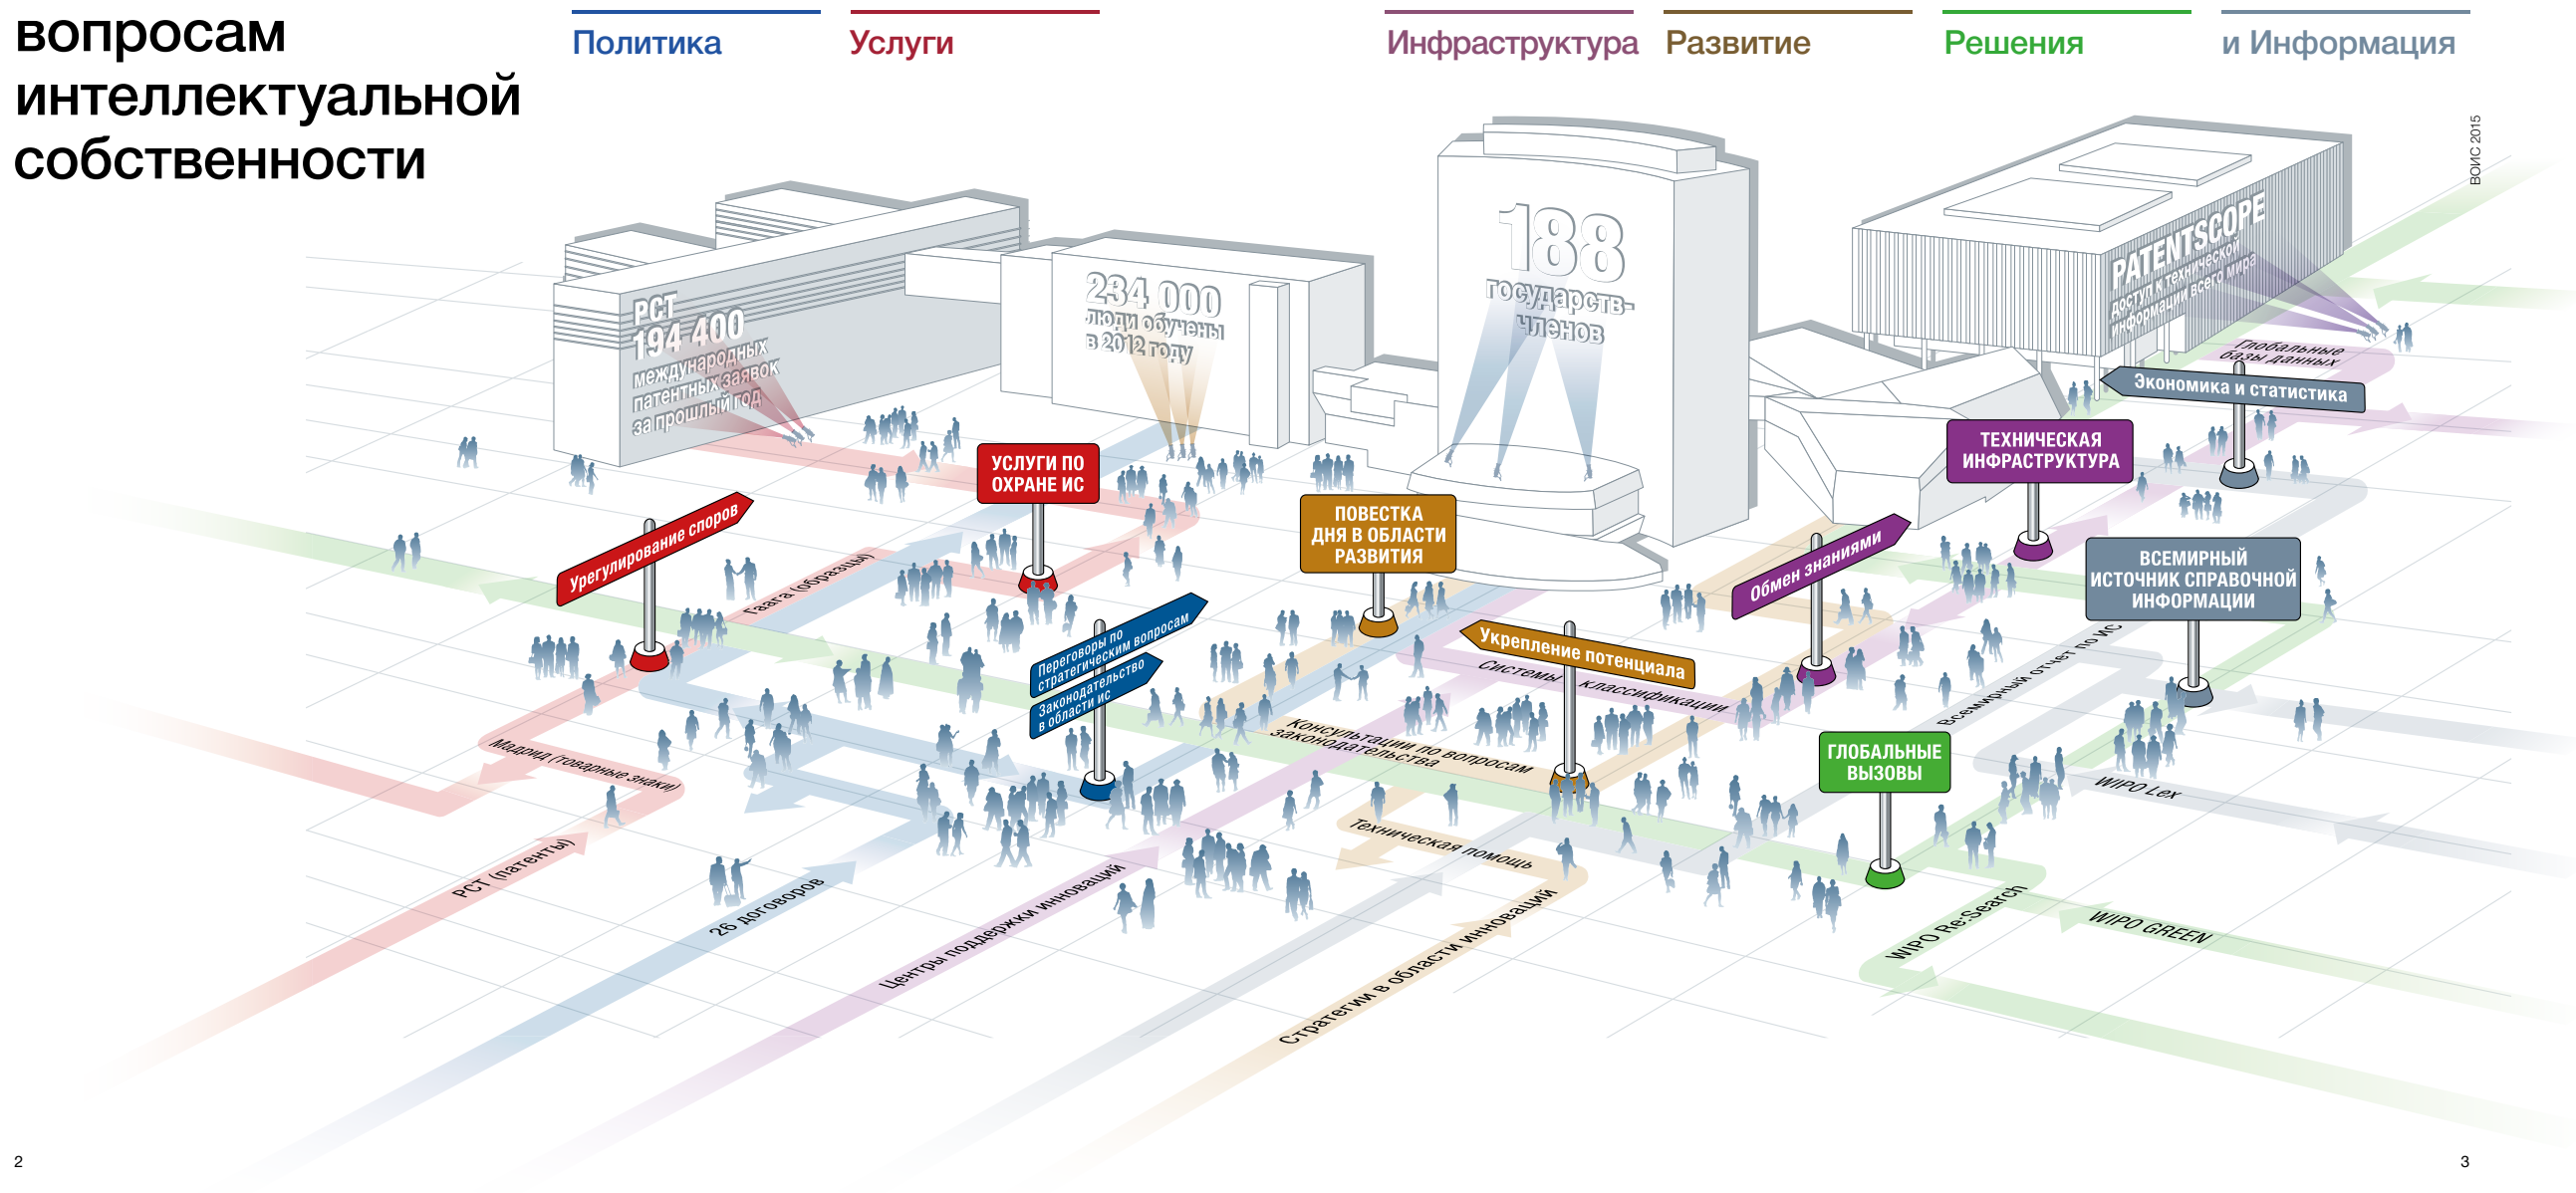 вопросам
интеллектуальной
собственности
Политика
Услуги
Инфраструктура
Развитие
Решения
и Информация
ВОИС 2015
PCT
194 400
международных
патентных заявок
за прошлый год
234 000
люди обучены
в 2012 году
188
государств-
членов
PATENTSCOPE
доступ к технической
информации всего мира
Глобальные
базы данных
Экономика и статистика
ТЕХНИЧЕСКАЯ
ИНФРАСТРУКТУРА
УСЛУГИ ПО
ОХРАНЕ ИС
Урегулирование споров
ПОВЕСТКА
ДНЯ В ОБЛАСТИ
РАЗВИТИЯ
Обмен знаниями
ВСЕМИРНЫЙ
ИСТОЧНИК СПРАВОЧНОЙ
ИНФОРМАЦИИ
Гаага (образцы)
Переговоры по
стратегическим вопросам
Законодательство
в области ис
Укрепление потенциала
Системы классификации
Всемирный отчет по ИС
Мадрид (товарные знаки)
Консультации по вопросам
законодательства
ГЛОБАЛЬНЫЕ
ВЫЗОВЫ
WIPO Lex
PCT (патенты)
26 договоров
Центры поддержки инноваций
Техническая помощь
Стратегии в области инноваций
WIPO Re:Search
WIPO GREEN
2
3